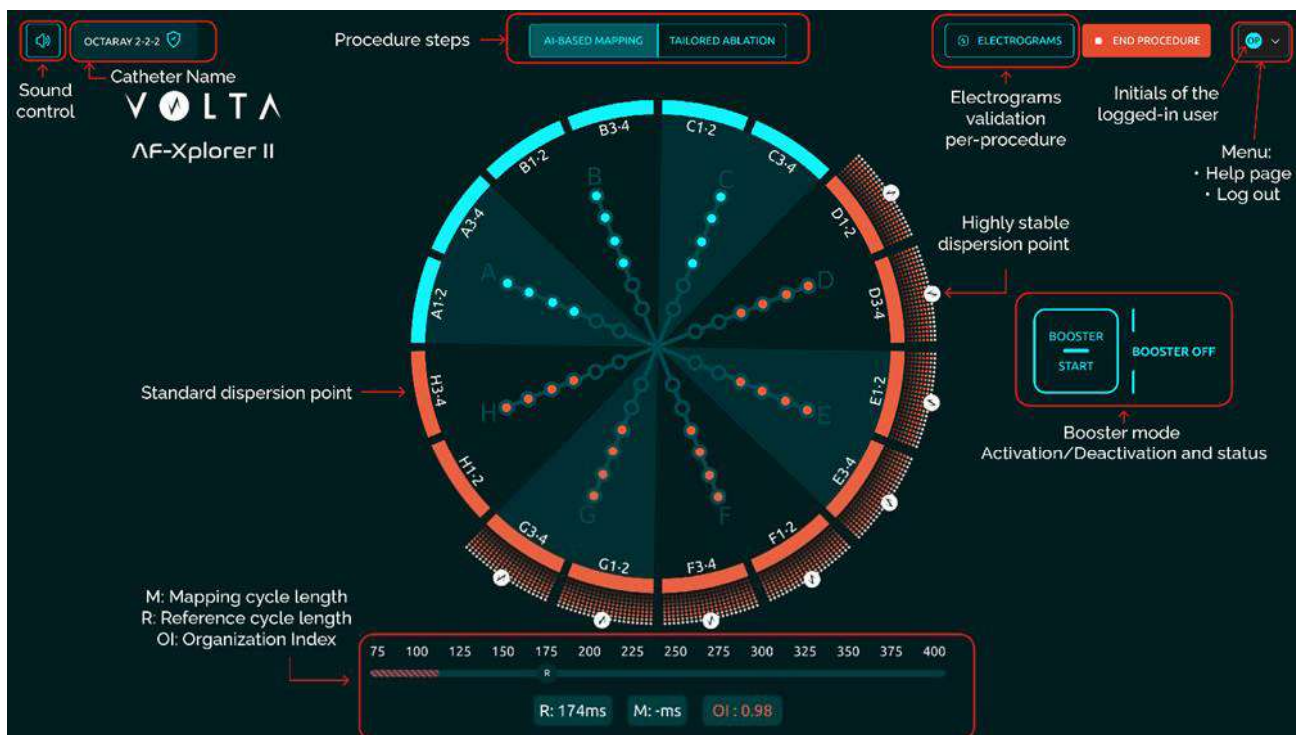 OCTARAY 2-2-2
Procedure steps
AI-BASED MAPPING
TAILORED ABLATION
ELECTROGRAMS
END PROCEDURE
OP
Sound
control
Catheter Name
VOLTA
AF-Xplorer II
Electrograms
validation
per-procedure
Initials of the
logged-in user
Menu:
• Help page
• Log out
B3-4
C1-2
B1-2
C3-4
A3-4
D1-2
A1-2
D3-4
H3-4
E1-2
H1-2
E3-4
G3-4
F1-2
G1-2
F3-4
B
C
A
D
H
E
G
F
Highly stable
dispersion point
BOOSTER
START
BOOSTER OFF
Booster mode
Activation/Deactivation and status
Standard dispersion point
M: Mapping cycle length
R: Reference cycle length
OI: Organization Index
75 100 125 150 175 200 225 250 275 300 325 350 375 400
R
R: 174ms
M: -ms
OI : 0.98